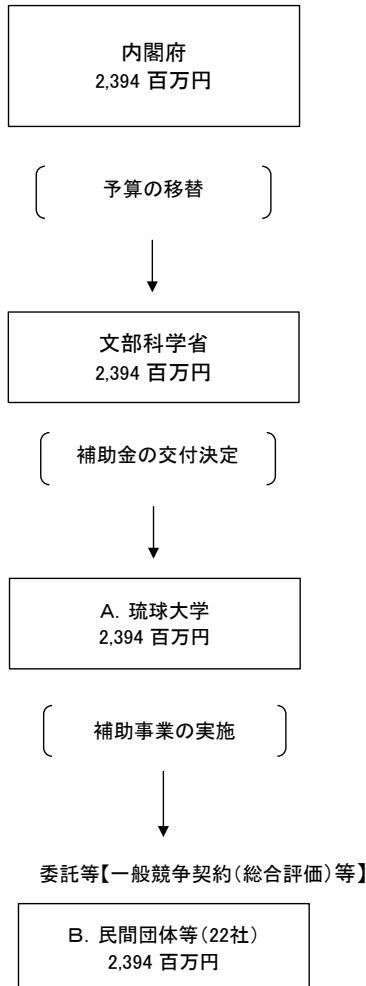 内閣府
2,394 百万円
予算の移替
文部科学省
2,394 百万円
補助金の交付決定
A. 琉球大学
2,394 百万円
補助事業の実施
委託等【一般競争契約(総合評価)等】
B. 民間団体等(22社)
2,394 百万円